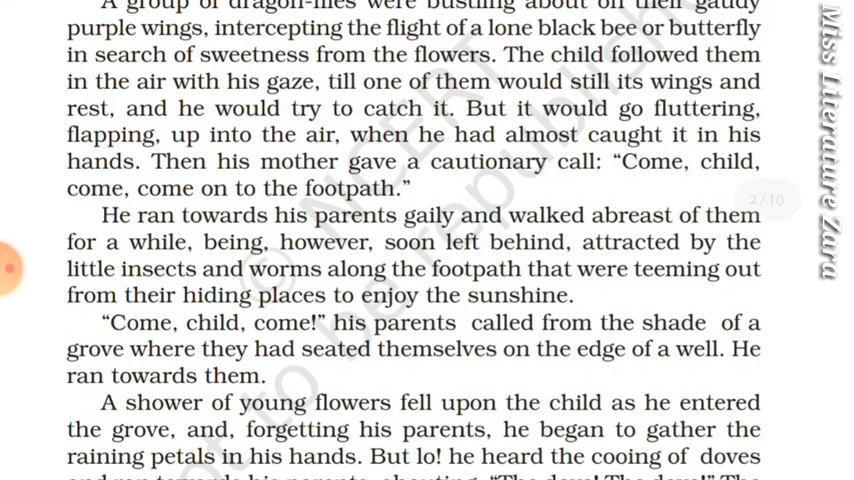 A group of dragon-flies were bustling about on their gaudy
purple wings, intercepting the flight of a lone black bee or butterfly
in search of sweetness from the flowers. The child followed them
in the air with his gaze, till one of them would still its wings and
rest, and he would try to catch it. But it would go fluttering,
flapping, up into the air, when he had almost caught it in his
hands. Then his mother gave a cautionary call: “Come, child,
come, come on to the footpath.”
2/10
He ran towards his parents gaily and walked abreast of them
for a while, being, however, soon left behind, attracted by the
little insects and worms along the footpath that were teeming out
from their hiding places to enjoy the sunshine.
“Come, child, come!” his parents called from the shade of a
grove where they had seated themselves on the edge of a well. He
ran towards them.
A shower of young flowers fell upon the child as he entered
the grove, and, forgetting his parents, he began to gather the
raining petals in his hands. But lo! he heard the cooing of doves
and ran towards his parents, shouting, “The dove! The dove!” The
Miss Literature Zara
© NCERT
not to be republished